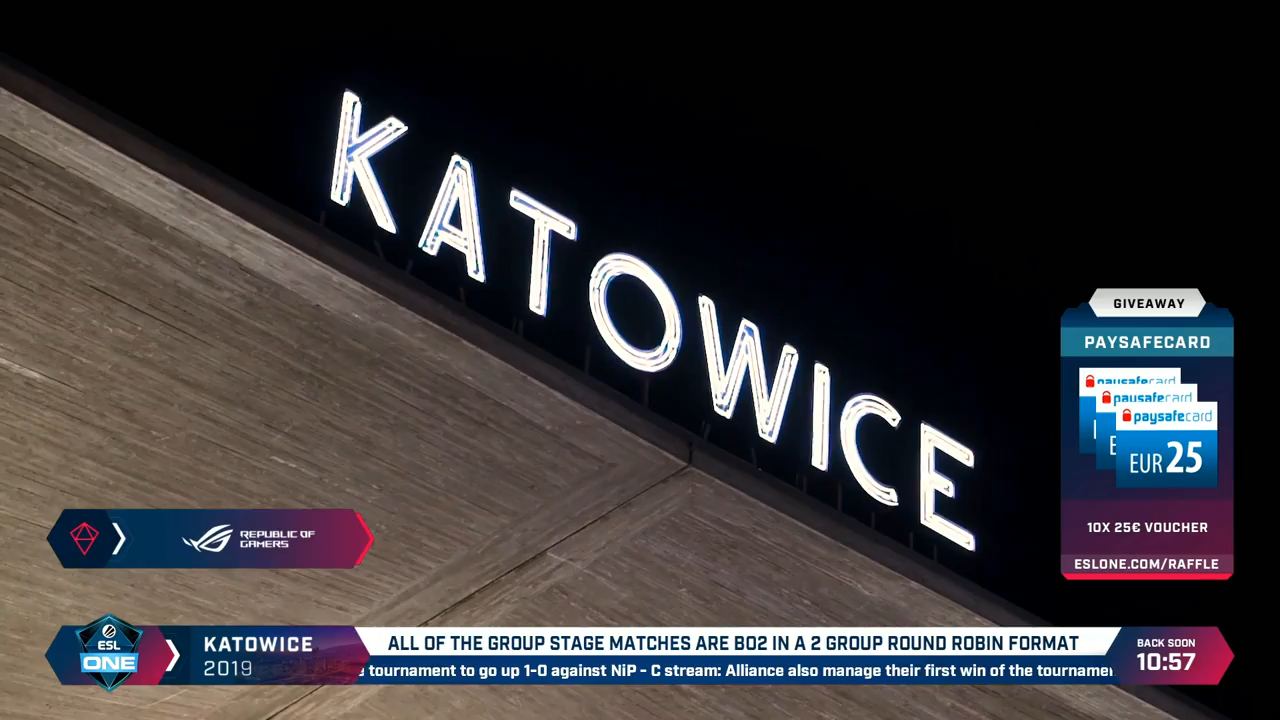 KATOWICE
GIVEAWAY
PAYSAFECARD
paysafecard
paysafecard
paysafecard
EUR 25
10X 25€ VOUCHER
ESLONE.COM/RAFFLE
REPUBLIC OF
GAMERS
ESL
ONE
KATOWICE
2019
ALL OF THE GROUP STAGE MATCHES ARE BO2 IN A 2 GROUP ROUND ROBIN FORMAT
tournament to go up 1-0 against NiP - C stream: Alliance also manage their first win of the
BACK SOON
10:57